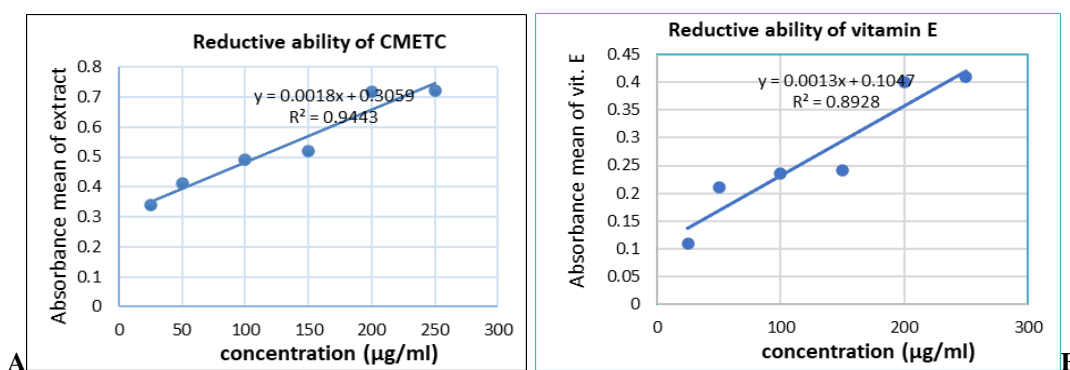 Reductive ability of CMETC
Absorbance mean of extract
0.8
0.7
0.6
0.5
0.4
0.3
0.2
0.1
0
y = 0.0018x + 0.3059
R² = 0.9443
0 50 100 150 200 250 300
concentration (µg/ml)
A
Reductive ability of vitamin E
Absorbance mean of vit. E
0.45
0.4
0.35
0.3
0.25
0.2
0.15
0.1
0.05
0
y = 0.0013x + 0.1047
R² = 0.8928
0 100 200 300
concentration (µg/ml)